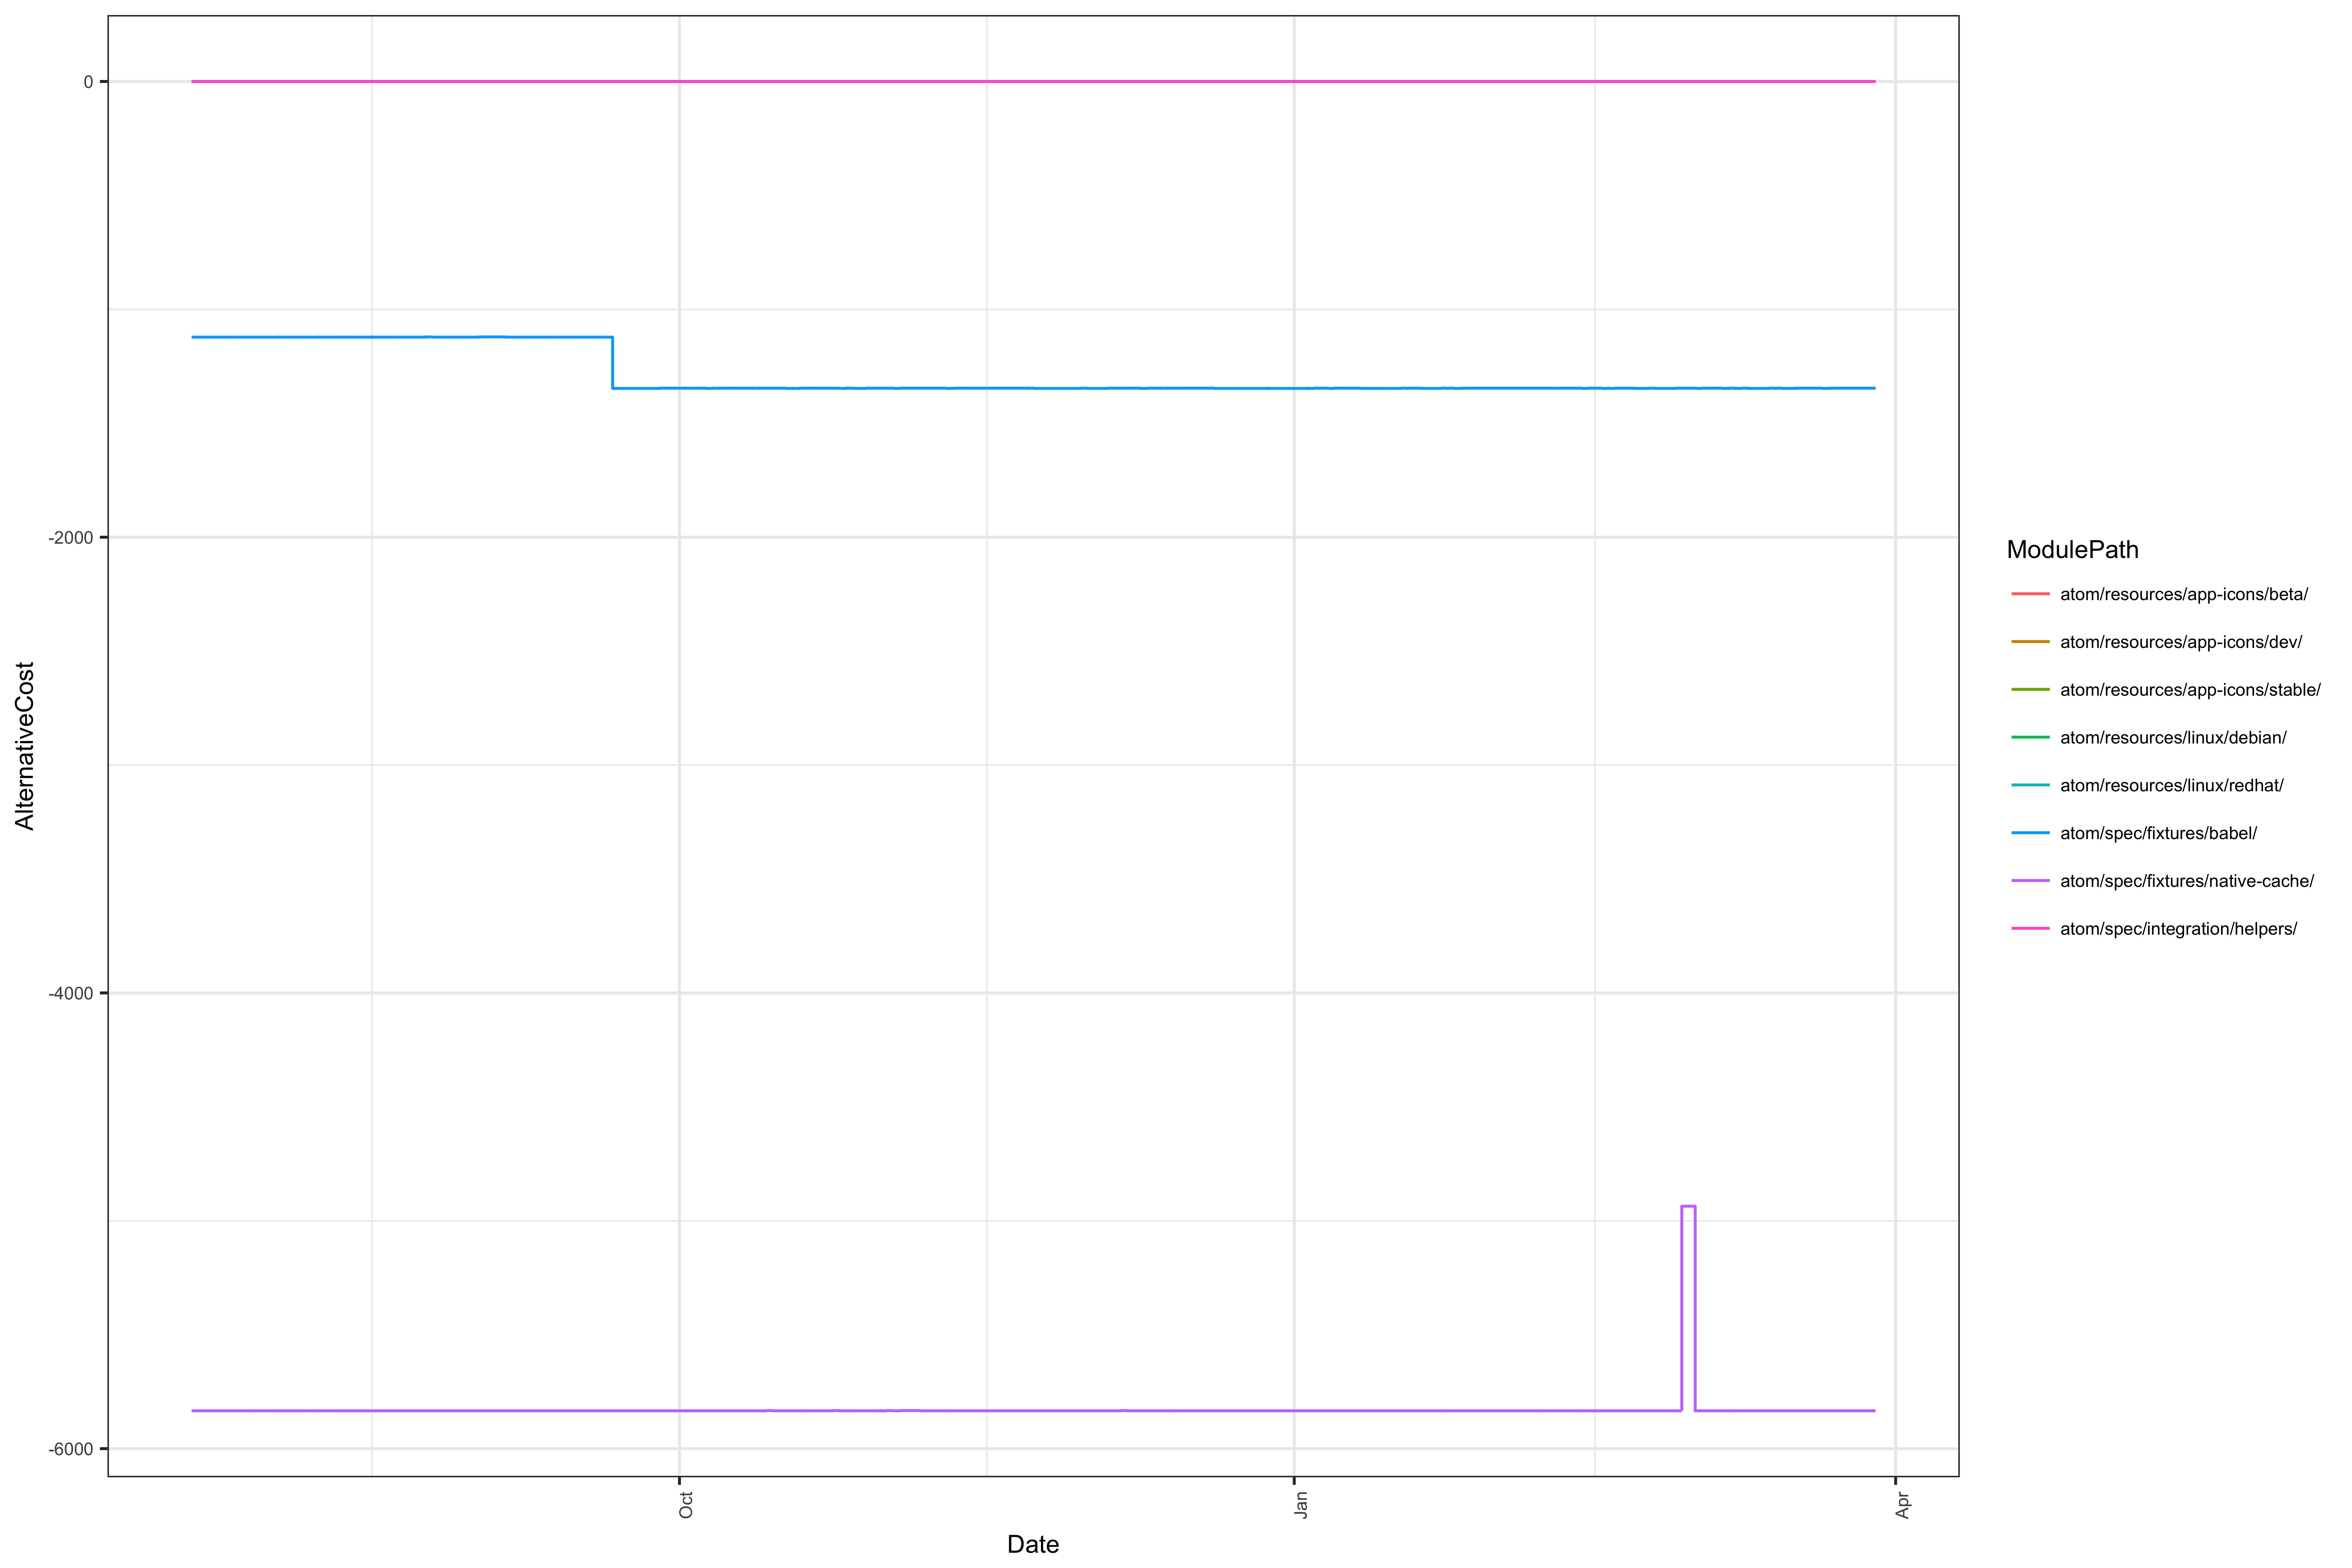 0
-2000
-4000
-6000
AlternativeCost
Oct
Jan
Apr
Date
ModulePath
atom/resources/app-icons/beta/
atom/resources/app-icons/dev/
atom/resources/app-icons/stable/
atom/resources/linux/debian/
atom/resources/linux/redhat/
atom/spec/fixtures/babel/
atom/spec/fixtures/native-cache/
atom/spec/integration/helpers/